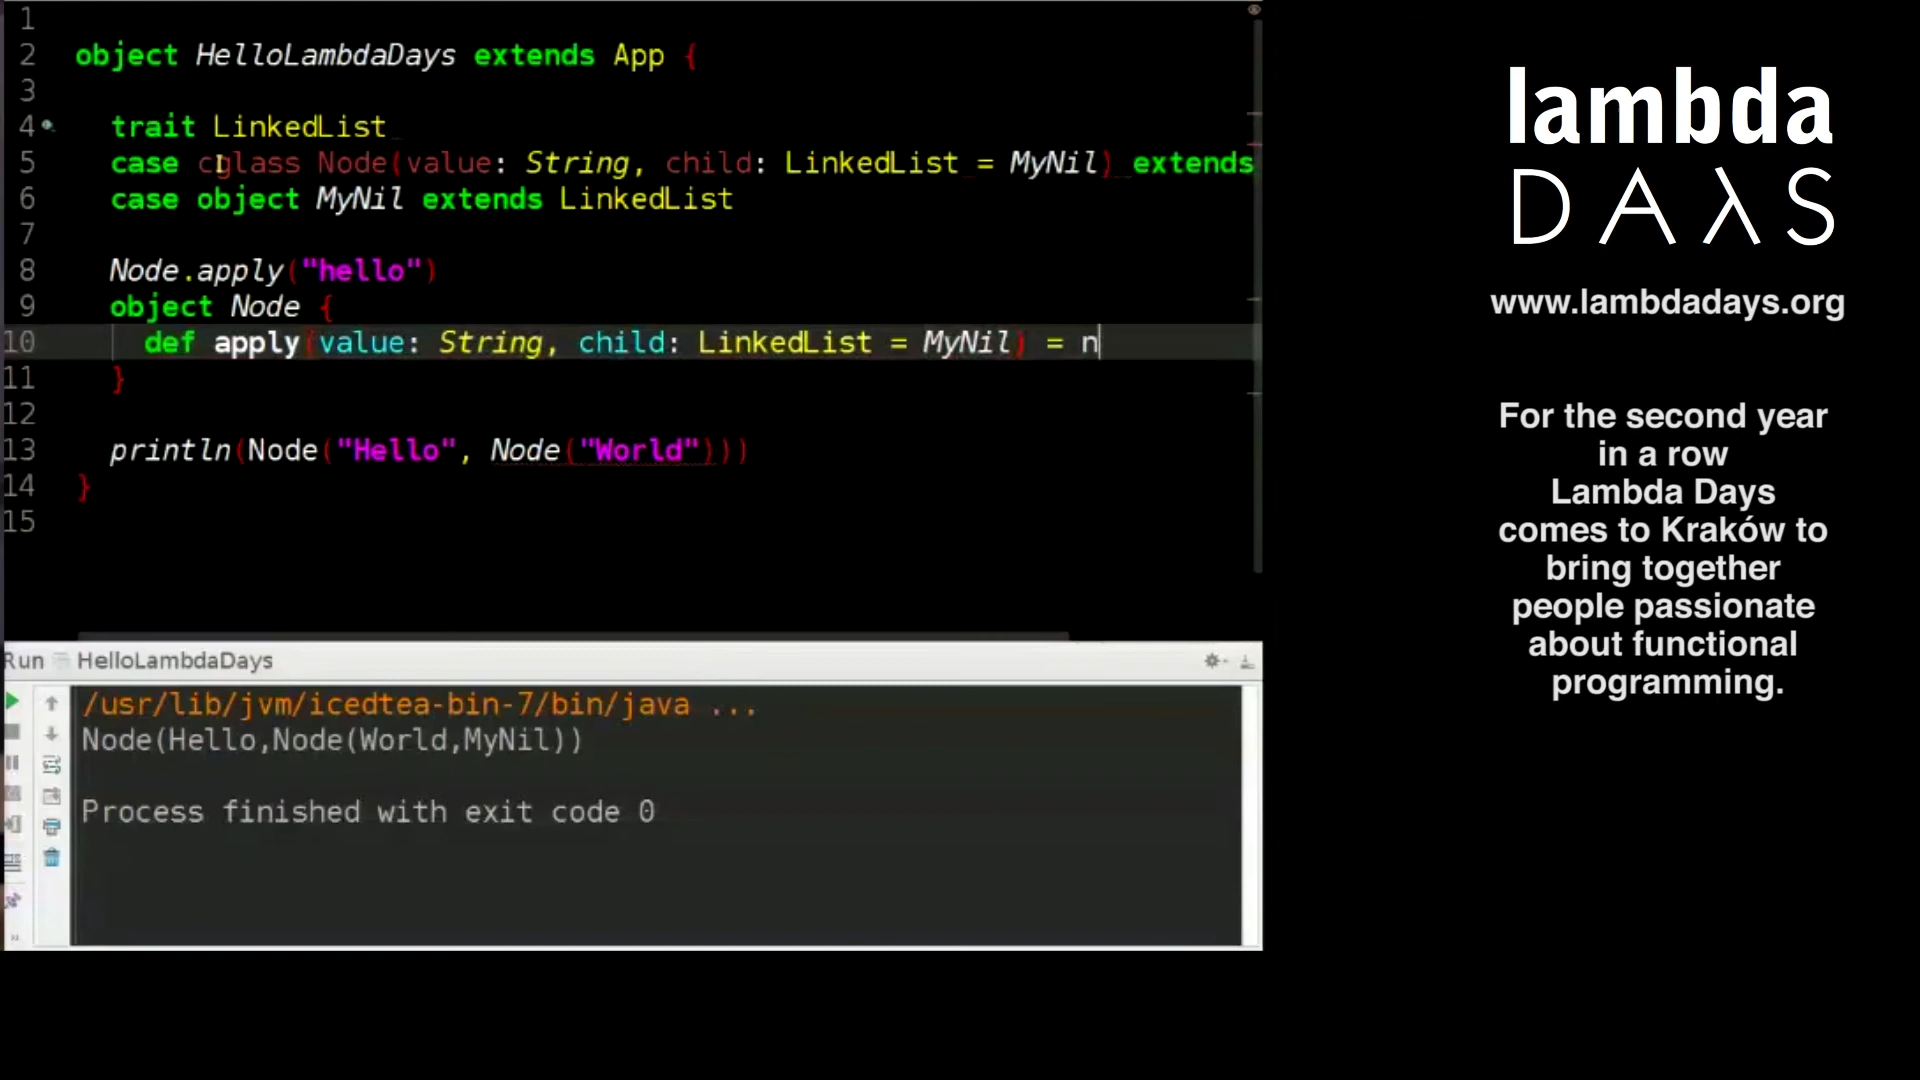 1
2 object HelloLambdaDays extends App {
3
4 trait LinkedList
5 case cglass Node(value: String, child: LinkedList = MyNil) extends
6 case object MyNil extends LinkedList
7
8 Node.apply("hello")
9 object Node {
10 def apply(value: String, child: LinkedList = MyNil) = n
11 }
12
13 println(Node("Hello", Node("World")))
14 }
15
Run HelloLambdaDays
/usr/lib/jvm/icedtea-bin-7/bin/java ...
Node(Hello,Node(World,MyNil))
Process finished with exit code 0
lambda
DAλS
www.lambdadays.org
For the second year
in a row
Lambda Days
comes to Kraków to
bring together
people passionate
about functional
programming.